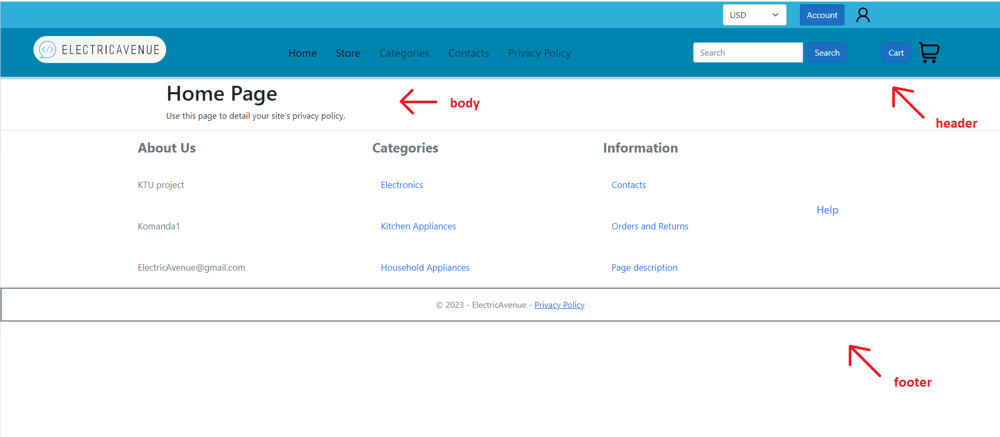 USD Account
</> ELECTRICAVENUE Home Store Categories Contacts Privacy Policy Search Search Cart
Home Page
body
Use this page to detail your site's privacy policy.
header
About Us Categories Information
KTU project Electronics Contacts
Help
Komanda1 Kitchen Appliances Orders and Returns
ElectricAvenue@gmail.com Household Appliances Page description
© 2023 - ElectricAvenue - Privacy Policy
footer